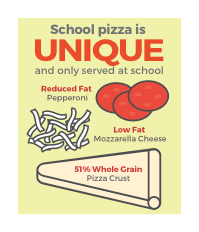 School pizza is
UNIQUE
and only served at school
Reduced Fat
Pepperoni
Low Fat
Mozzarella Cheese
51% Whole Grain
Pizza Crust